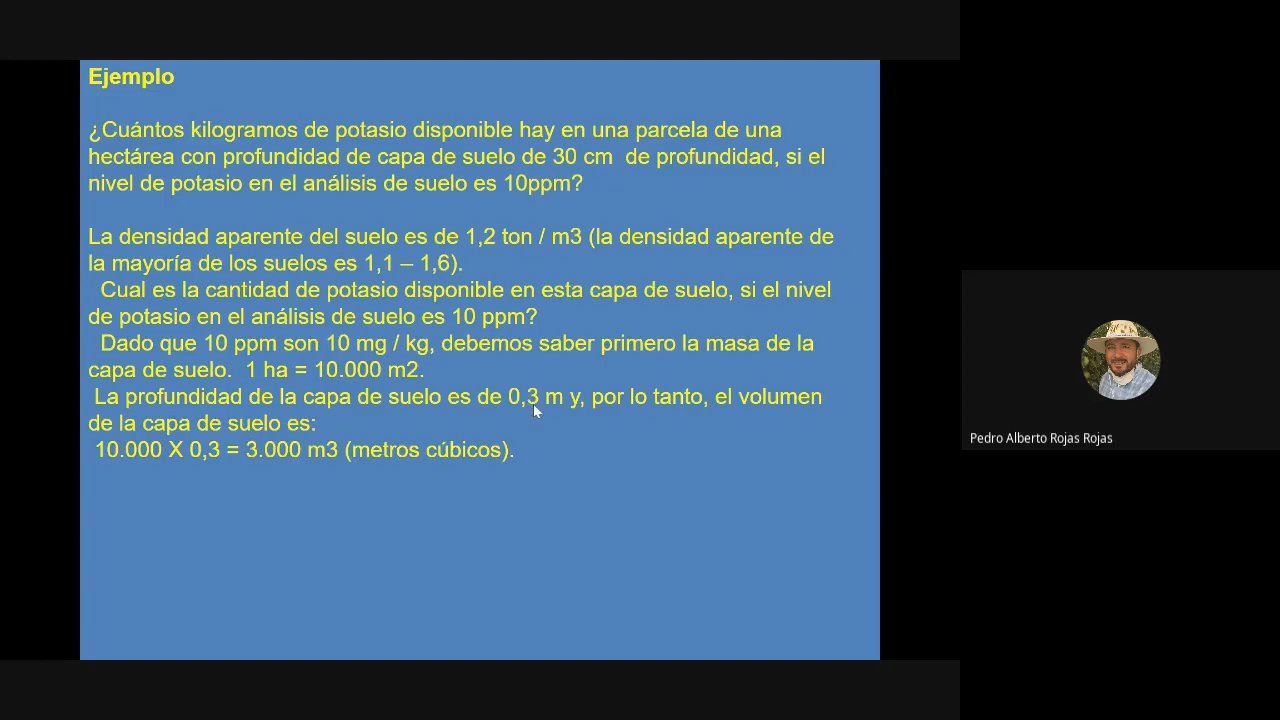 Ejemplo
¿Cuántos kilogramos de potasio disponible hay en una parcela de una
hectárea con profundidad de capa de suelo de 30 cm  de profundidad, si el
nivel de potasio en el análisis de suelo es 10ppm?
La densidad aparente del suelo es de 1,2 ton / m3 (la densidad aparente de
la mayoría de los suelos es 1,1 – 1,6).
Cual es la cantidad de potasio disponible en esta capa de suelo, si el nivel
de potasio en el análisis de suelo es 10 ppm?
Dado que 10 ppm son 10 mg / kg, debemos saber primero la masa de la
capa de suelo.  1 ha = 10.000 m2.
La profundidad de la capa de suelo es de 0,3 m y, por lo tanto, el volumen
de la capa de suelo es:
10.000 X 0,3 = 3.000 m3 (metros cúbicos).
Pedro Alberto Rojas Rojas